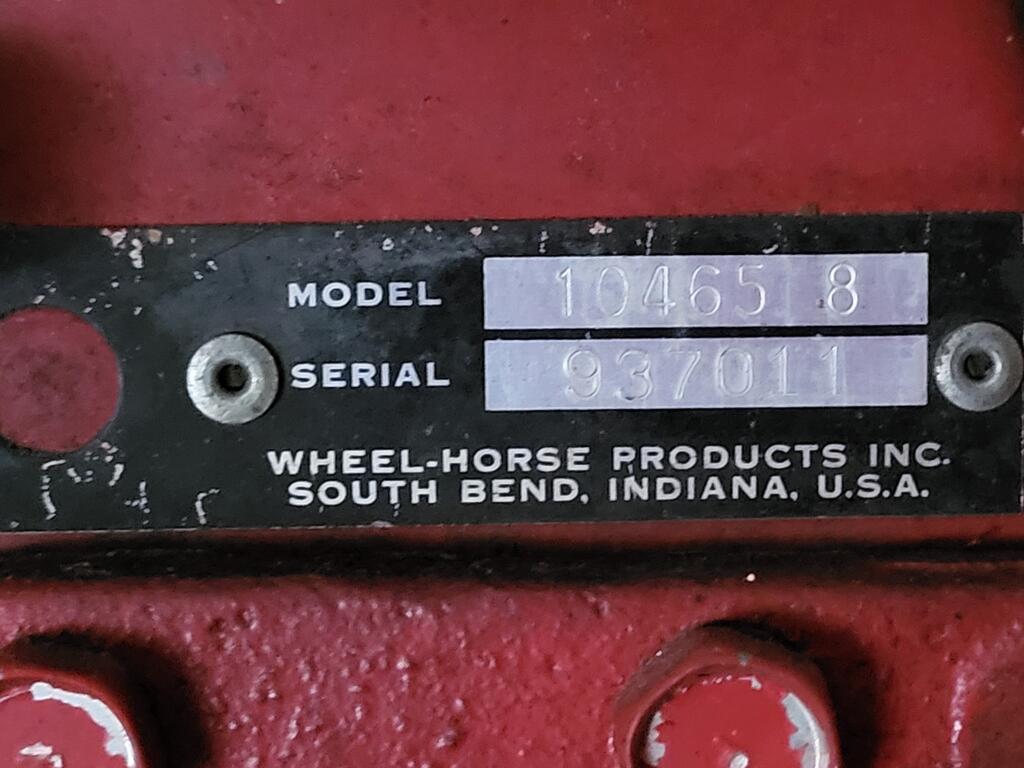 MODEL 10465 8
SERIAL 937011
WHEEL-HORSE PRODUCTS INC.
SOUTH BEND, INDIANA, U.S.A.